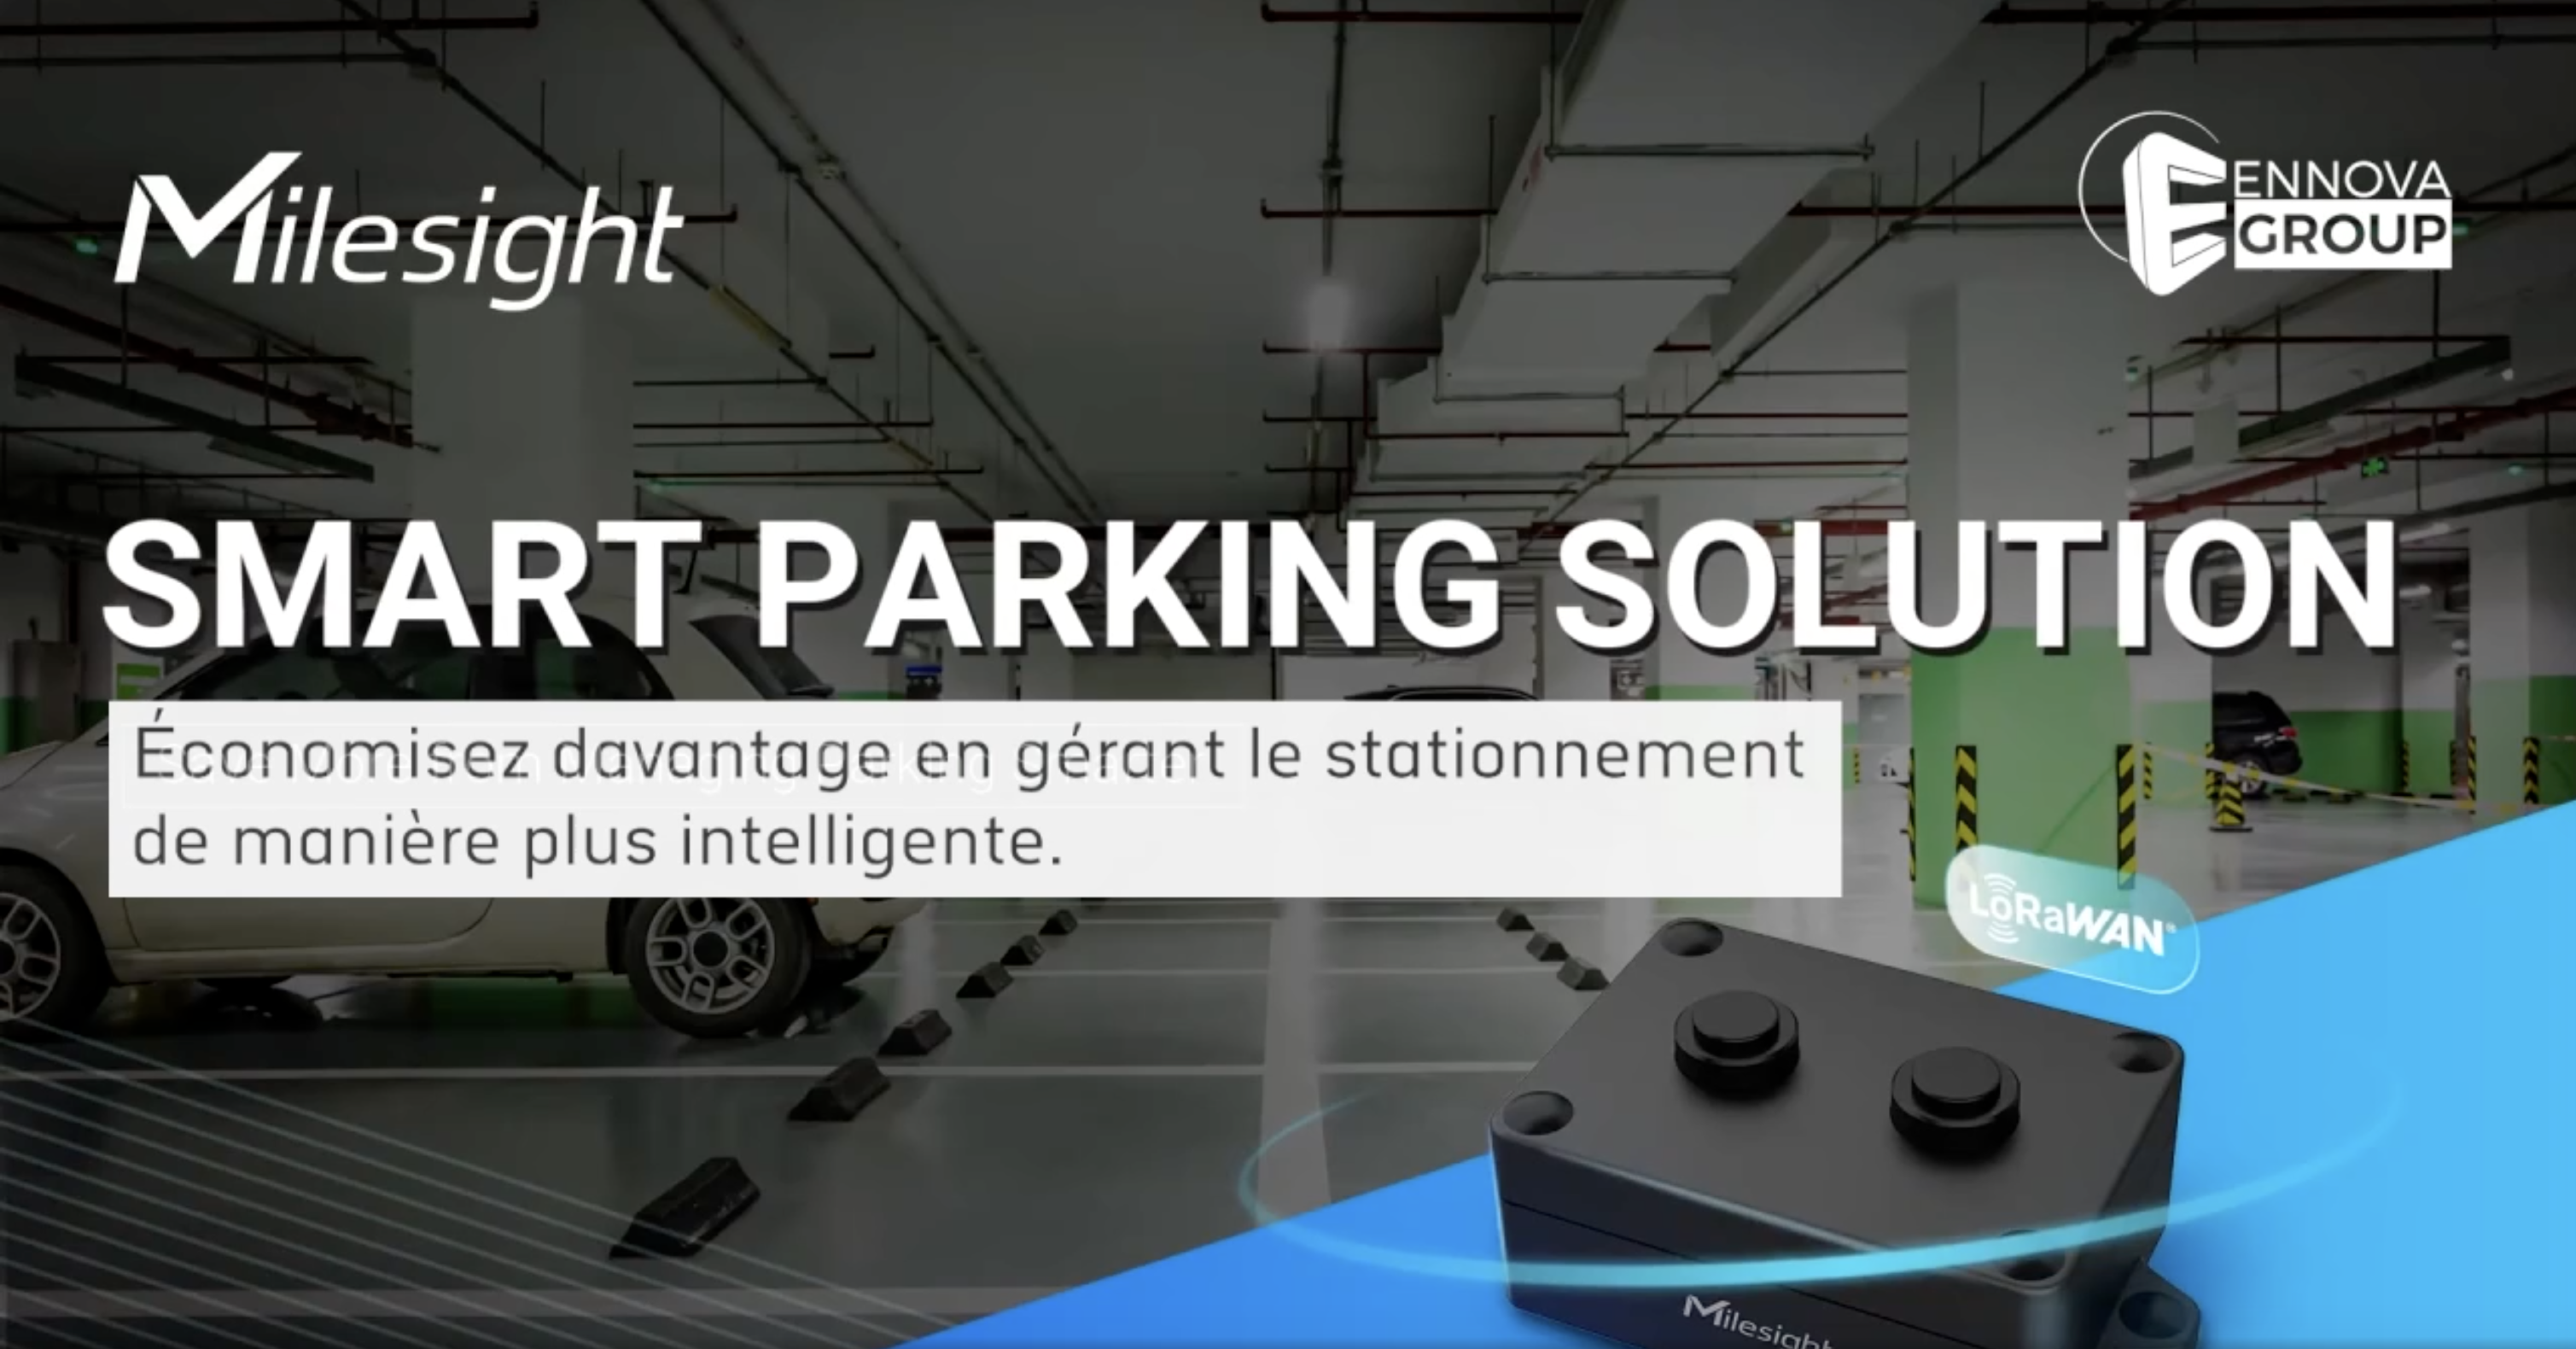 Milesight
ENNOVA
GROUP
SMART PARKING SOLUTION
Économisez davantage en gérant le stationnement
de manière plus intelligente.
LoRaWAN®
Milesight